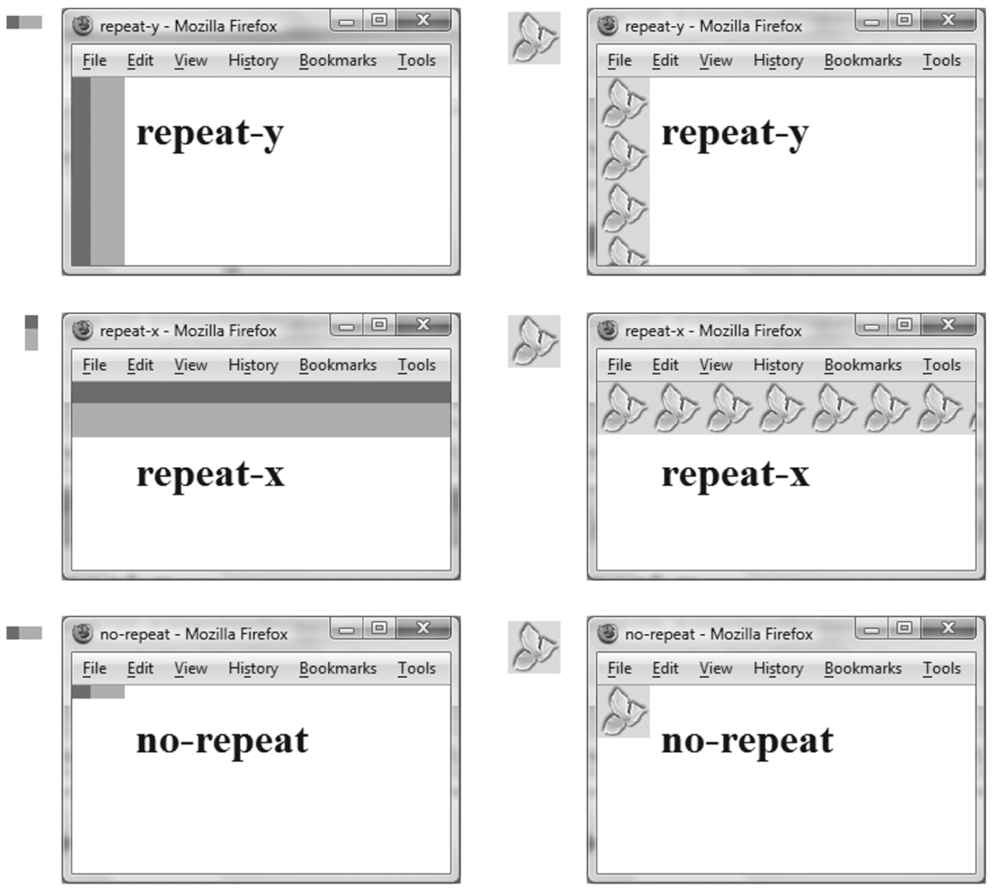 repeat-y - Mozilla Firefox
File Edit View History Bookmarks Tools
repeat-y
repeat-y - Mozilla Firefox
File Edit View History Bookmarks Tools
repeat-y
repeat-x - Mozilla Firefox
File Edit View History Bookmarks Tools
repeat-x
repeat-x - Mozilla Firefox
File Edit View History Bookmarks Tools
repeat-x
no-repeat - Mozilla Firefox
File Edit View History Bookmarks Tools
no-repeat
no-repeat - Mozilla Firefox
File Edit View History Bookmarks Tools
no-repeat